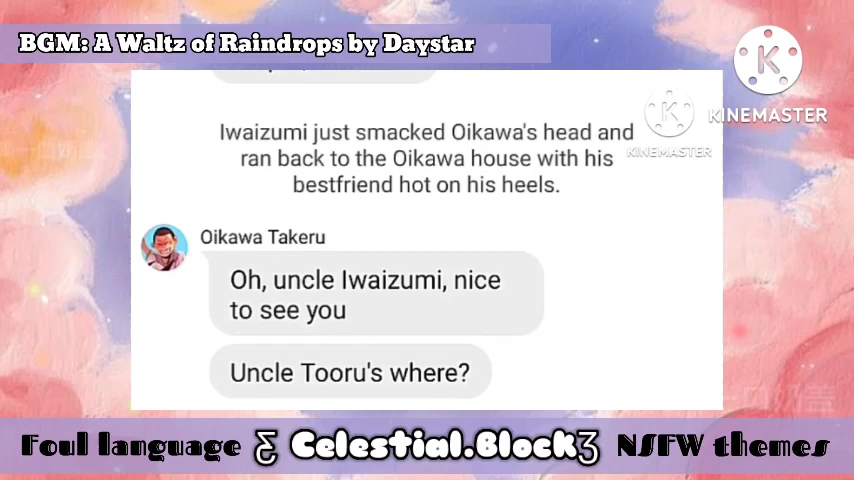 BGM: A Waltz of Raindrops by Daystar
K
KINEMASTER
K
KINEMASTER
Iwaizumi just smacked Oikawa's head and
ran back to the Oikawa house with his
bestfriend hot on his heels.
Oikawa Takeru
Oh, uncle Iwaizumi, nice
to see you
Uncle Tooru's where?
Foul language Ƹ Celestial.BlockƷ NSFW themes